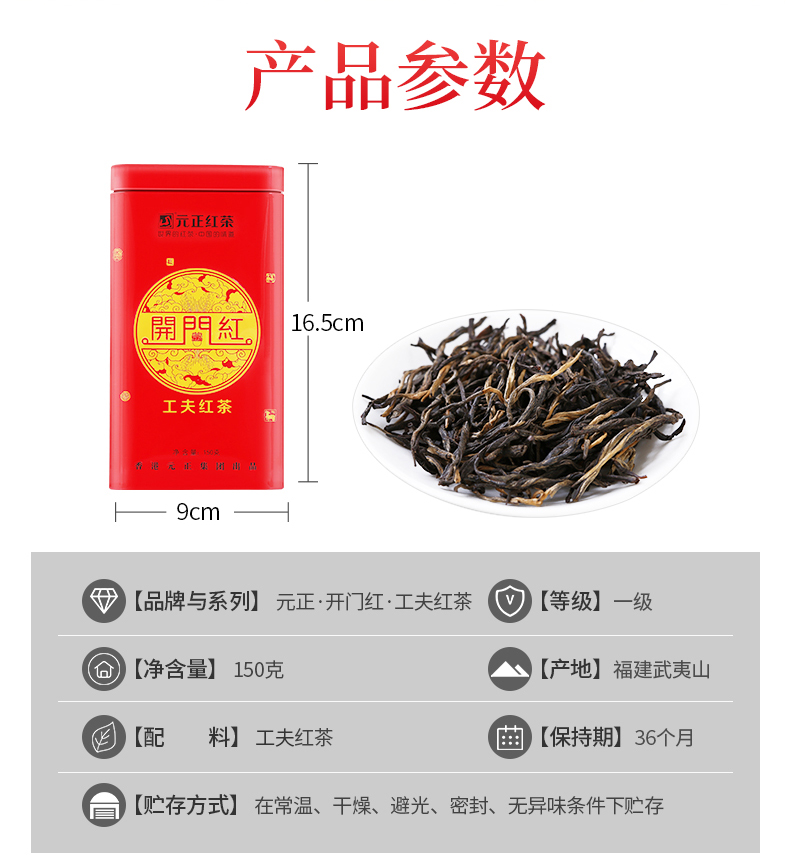 产品参数
元正红茶
開門紅
工夫红茶
16.5cm
9cm
【品牌与系列】 元正·开门红·工夫红茶
【等级】一级
【净含量】 150克
【产地】福建武夷山
【配 料】 工夫红茶
【保持期】36个月
【贮存方式】 在常温、干燥、避光、密封、无异味条件下贮存